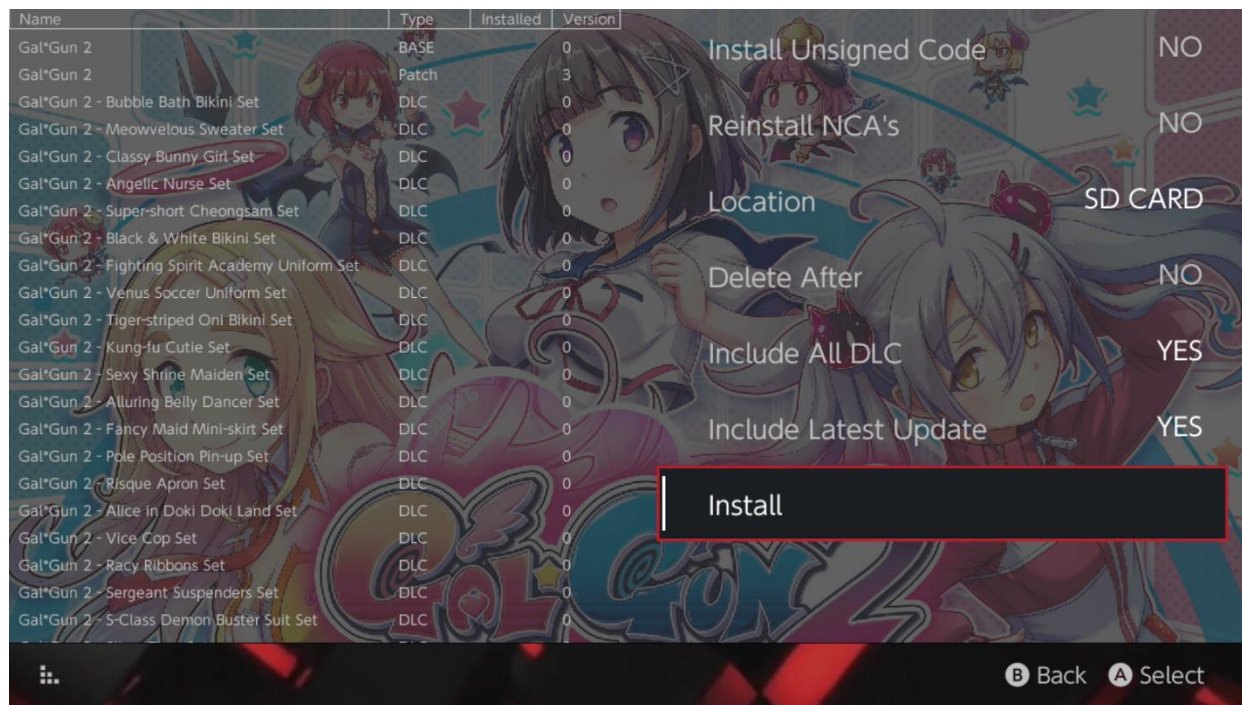 Name Type Installed Version
Gal*Gun 2 BASE 0
Gal*Gun 2 Patch 3
Gal*Gun 2 - Bubble Bath Bikini Set DLC 0
Gal*Gun 2 - Meowvelous Sweater Set DLC 0
Gal*Gun 2 - Classy Bunny Girl Set DLC 0
Gal*Gun 2 - Angelic Nurse Set DLC 0
Gal*Gun 2 - Super-short Cheongsam Set DLC 0
Gal*Gun 2 - Black & White Bikini Set DLC 0
Gal*Gun 2 - Fighting Spirit Academy Uniform Set DLC 0
Gal*Gun 2 - Venus Soccer Uniform Set DLC 0
Gal*Gun 2 - Tiger-striped Oni Bikini Set DLC 0
Gal*Gun 2 - Kung-fu Cutie Set DLC 0
Gal*Gun 2 - Sexy Shrine Maiden Set DLC 0
Gal*Gun 2 - Alluring Belly Dancer Set DLC 0
Gal*Gun 2 - Fancy Maid Mini-skirt Set DLC 0
Gal*Gun 2 - Pole Position Pin-up Set DLC 0
Gal*Gun 2 - Risque Apron Set DLC 0
Gal*Gun 2 - Alice in Doki Doki Land Set DLC 0
Gal*Gun 2 - Vice Cop Set DLC 0
Gal*Gun 2 - Racy Ribbons Set DLC 0
Gal*Gun 2 - Sergeant Suspenders Set DLC 0
Gal*Gun 2 - S-Class Demon Buster Suit Set DLC 0
Install Unsigned Code NO
Reinstall NCA's NO
Location SD CARD
Delete After NO
Include All DLC YES
Include Latest Update YES
Install
GAL*GUN 2
B Back A Select